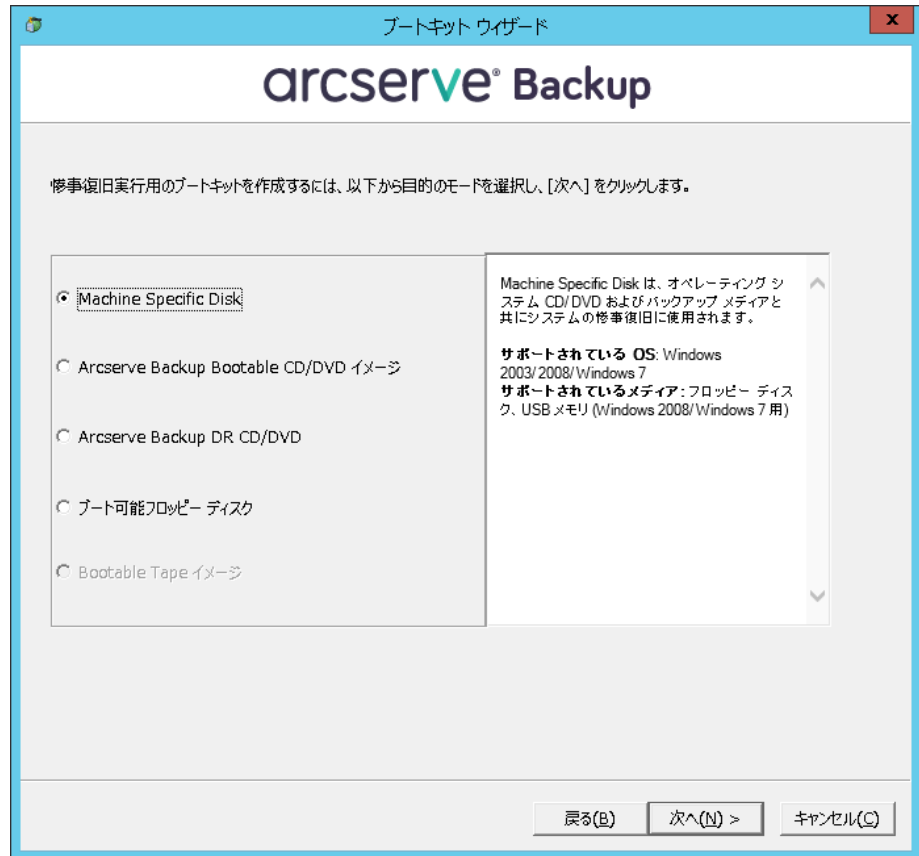 ブートキット ウィザード
x
arcserve® Backup
惨事復旧実行用のブートキットを作成するには、以下から目的のモードを選択し、[次へ] をクリックします。
Machine Specific Disk
Arcserve Backup Bootable CD/DVD イメージ
Arcserve Backup DR CD/DVD
ブート可能フロッピー ディスク
Bootable Tape イメージ
Machine Specific Disk は、オペレーティング シ
ステム CD/DVD およびバックアップ メディアと
共にシステムの惨事復旧に使用されます。
サポートされている OS: Windows
2003/2008/Windows 7
サポートされているメディア: フロッピー ディス
ク、USB メモリ (Windows 2008/Windows 7 用)
戻る(B)
次へ(N) >
キャンセル(C)